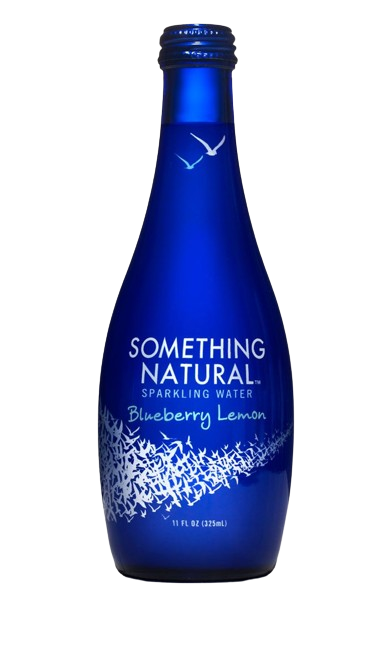 SOMETHING
NATURAL™
SPARKLING WATER
Blueberry Lemon
11 FL OZ (325mL)